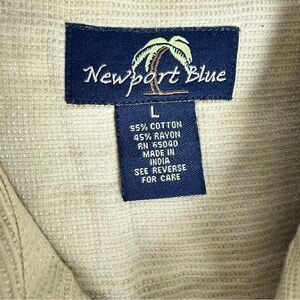 Newport Blue
L
55% COTTON
45% RAYON
RN 65040
MADE IN
INDIA
SEE REVERSE
FOR CARE